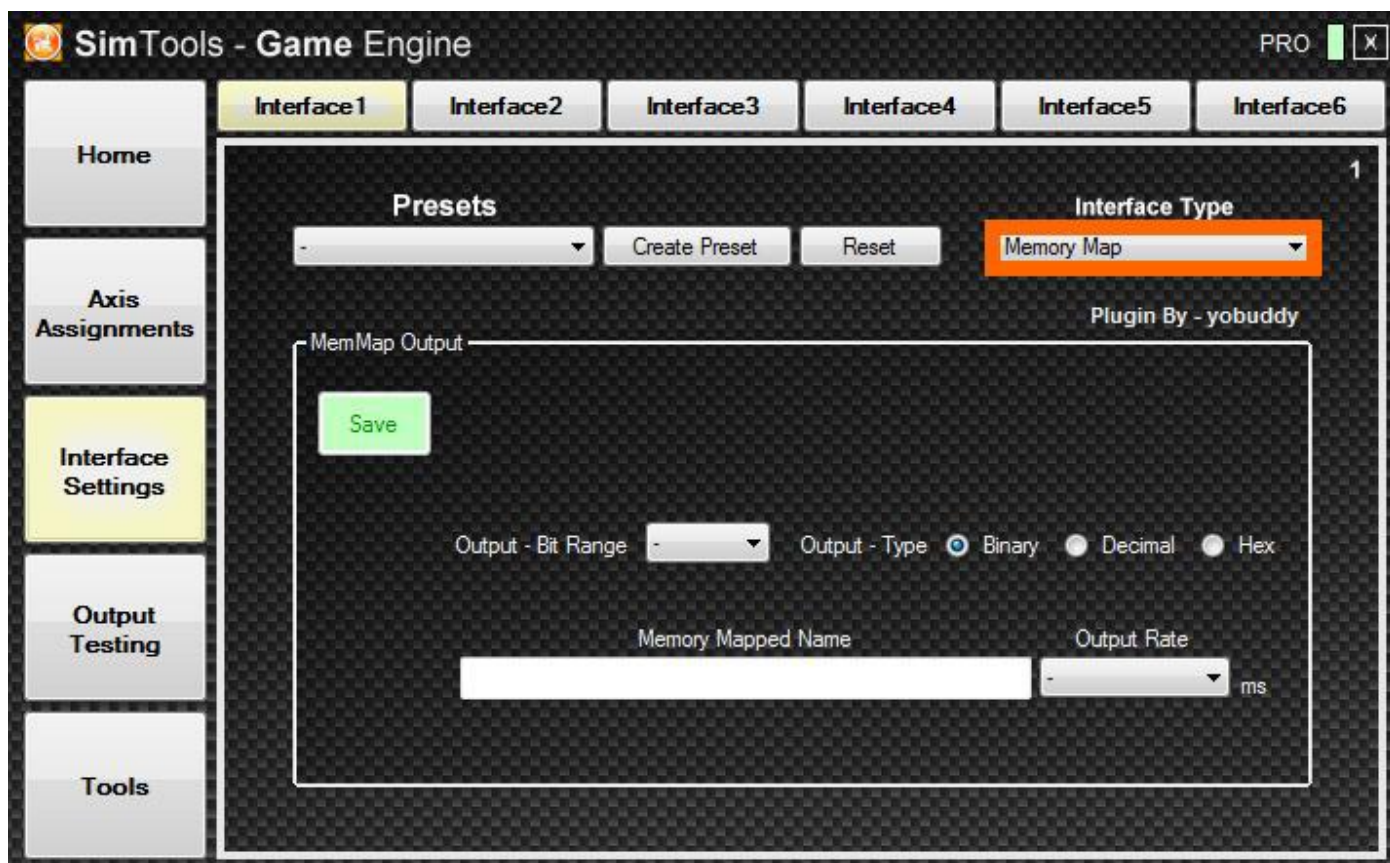 SimTools - Game Engine
PRO
X
Interface1
Interface2
Interface3
Interface4
Interface5
Interface6
Home
Axis
Assignments
Interface
Settings
Output
Testing
Tools
1
Presets
Interface Type
-
Create Preset
Reset
Memory Map
Plugin By - yobuddy
MemMap Output
Save
Output - Bit Range
-
Output - Type
Binary
Decimal
Hex
Memory Mapped Name
Output Rate
-
ms